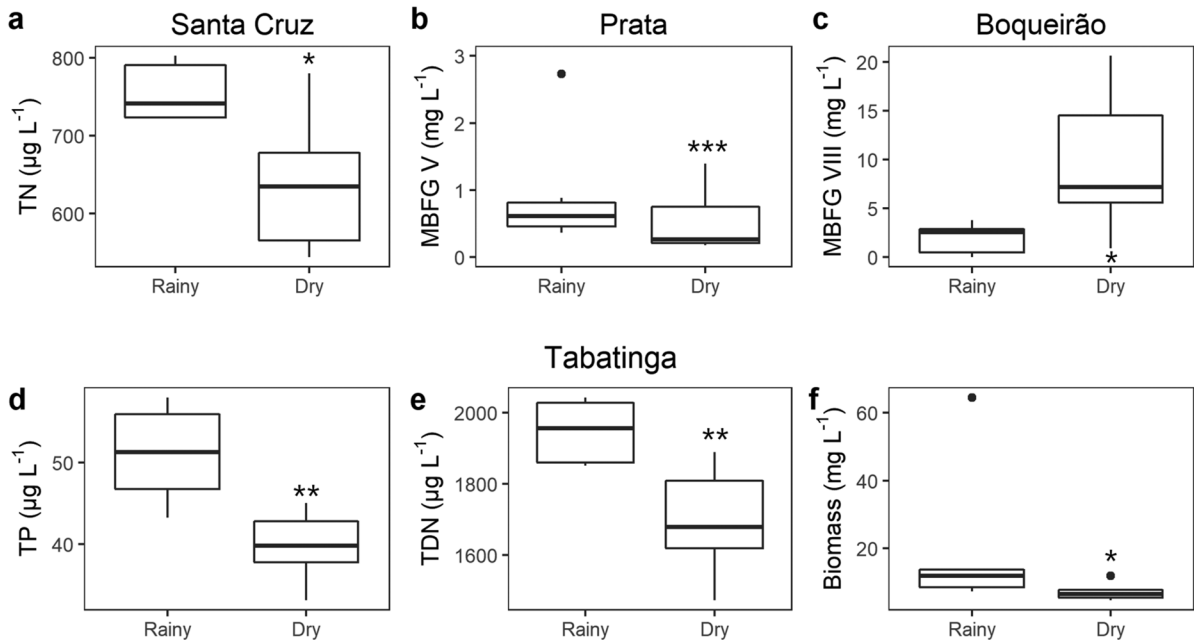 a Santa Cruz
TN (µg L⁻¹)
800
700
600
*
Rainy Dry
b Prata
MBFG V (mg L⁻¹)
3
2
1
0
***
Rainy Dry
c Boqueirão
MBFG VIII (mg L⁻¹)
20
15
10
5
0
*
Rainy Dry
Tabatinga
d
TP (µg L⁻¹)
50
40
**
Rainy Dry
e
TDN (µg L⁻¹)
2000
1800
1600
**
Rainy Dry
f
Biomass (mg L⁻¹)
60
40
20
*
Rainy Dry